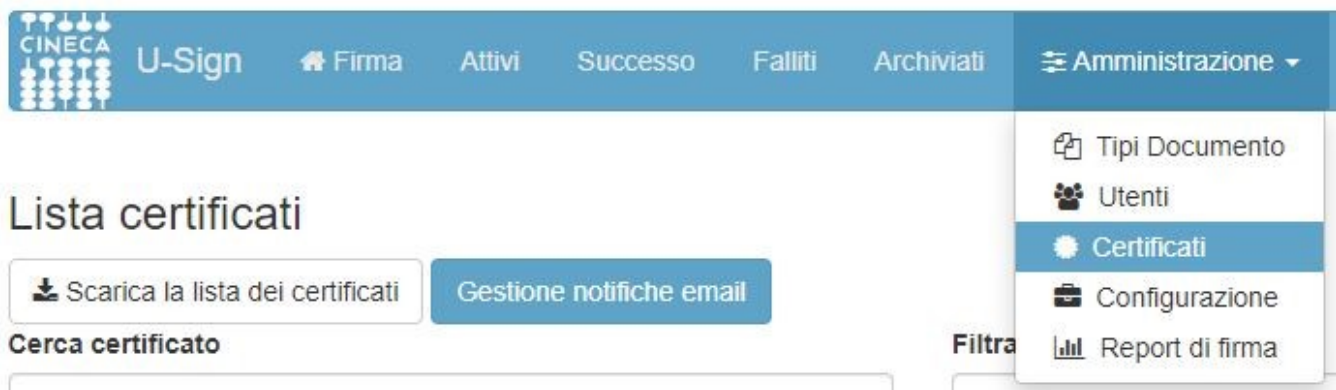 CINECA
U-Sign Firma Attivi Successo Falliti Archiviati Amministrazione
Tipi Documento
Utenti
Certificati
Configurazione
Report di firma
Lista certificati
Scarica la lista dei certificati Gestione notifiche email
Cerca certificato Filtra